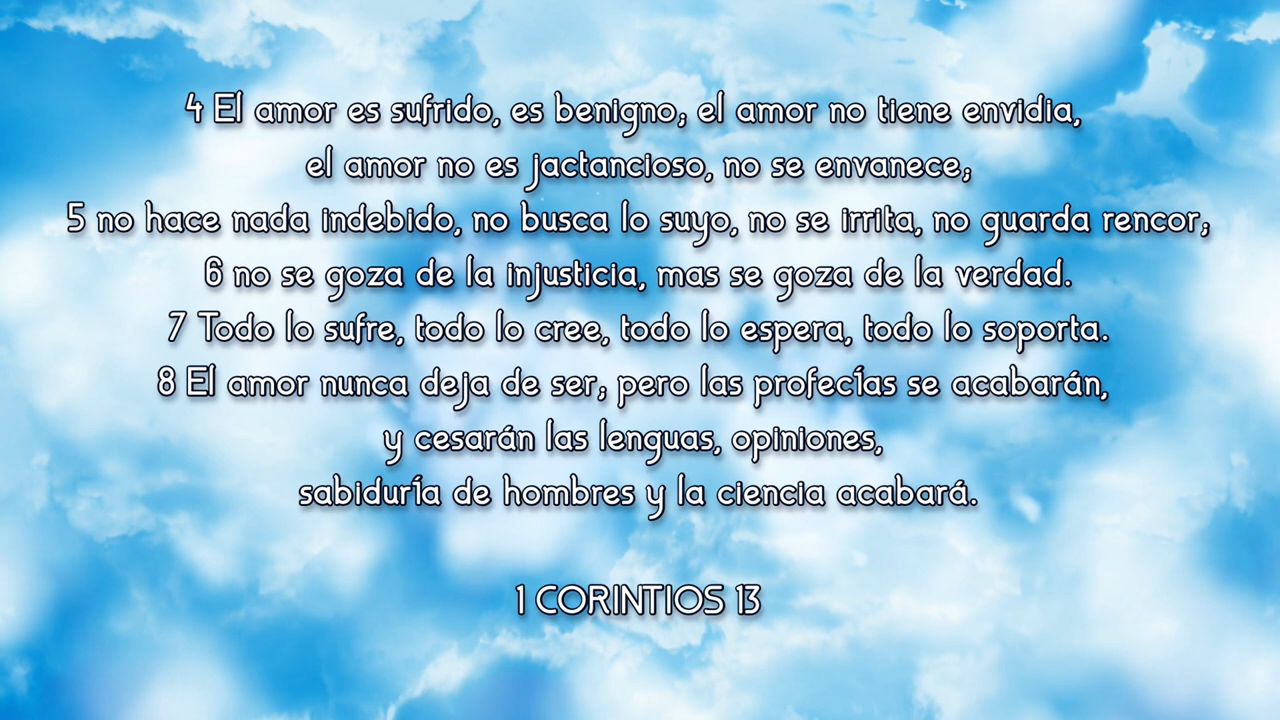 4 El amor es sufrido, es benigno; el amor no tiene envidia,
el amor no es jactancioso, no se envanece;
5 no hace nada indebido, no busca lo suyo, no se irrita, no guarda rencor;
6 no se goza de la injusticia, mas se goza de la verdad.
7 Todo lo sufre, todo lo cree, todo lo espera, todo lo soporta.
8 El amor nunca deja de ser; pero las profecías se acabarán,
y cesarán las lenguas, opiniones,
sabiduría de hombres y la ciencia acabará.
1 CORINTIOS 13